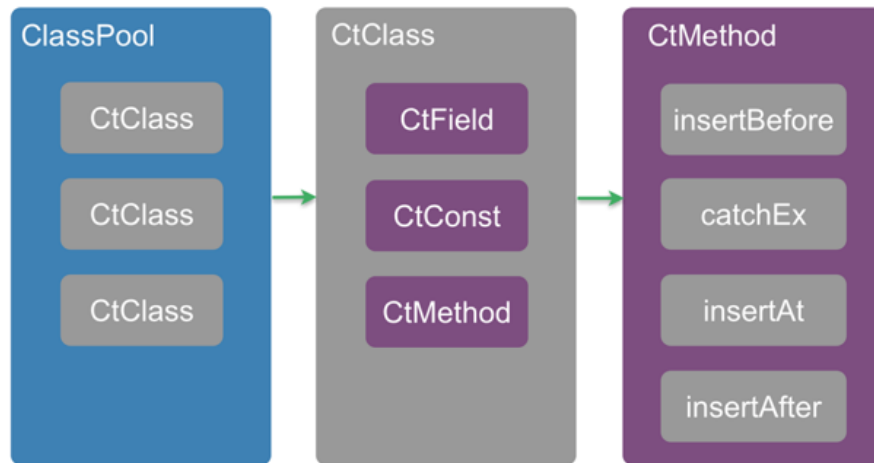 ClassPool
CtClass
CtClass
CtClass
CtClass
CtField
CtConst
CtMethod
CtMethod
insertBefore
catchEx
insertAt
insertAfter